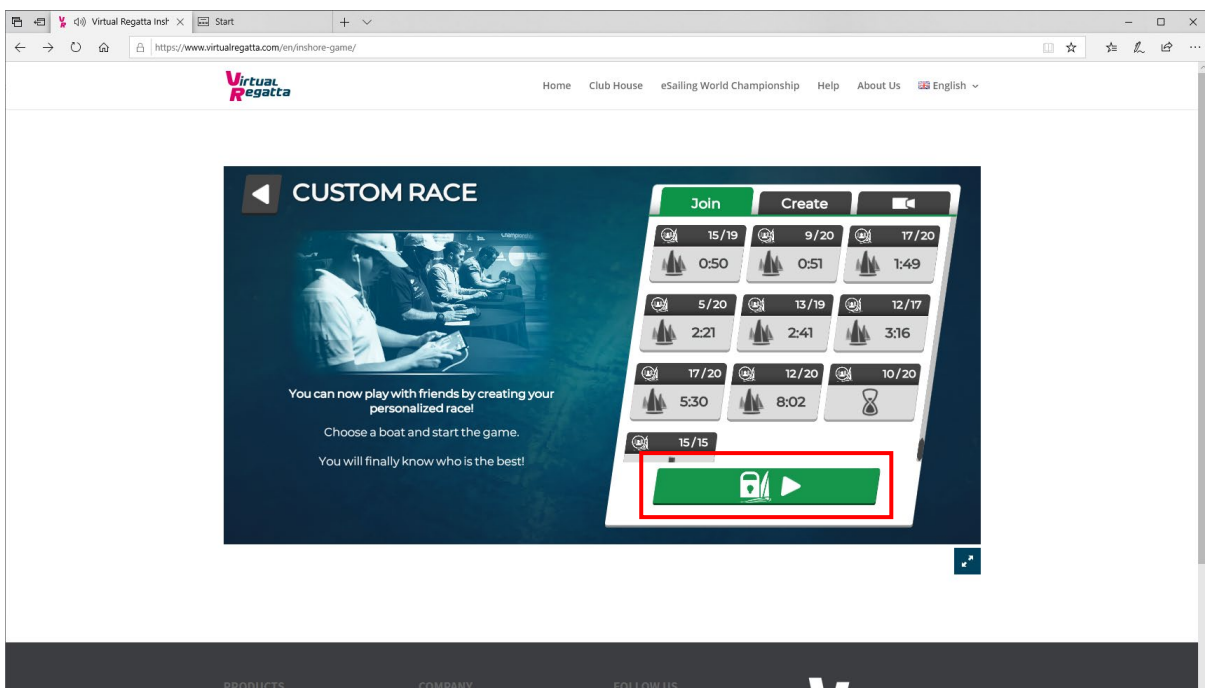 Virtual Regatta Insh
Start
https://www.virtualregatta.com/en/inshore-game/
Virtual
Regatta
Home Club House eSailing World Championship Help About Us English
CUSTOM RACE
You can now play with friends by creating your
personalized race!
Choose a boat and start the game.
You will finally know who is the best!
Join Create
15/19 9/20 17/20
0:50 0:51 1:49
5/20 13/19 12/17
2:21 2:41 3:16
17/20 12/20 10/20
5:30 8:02
15/15
PRODUCTS COMPANY FOLLOW US